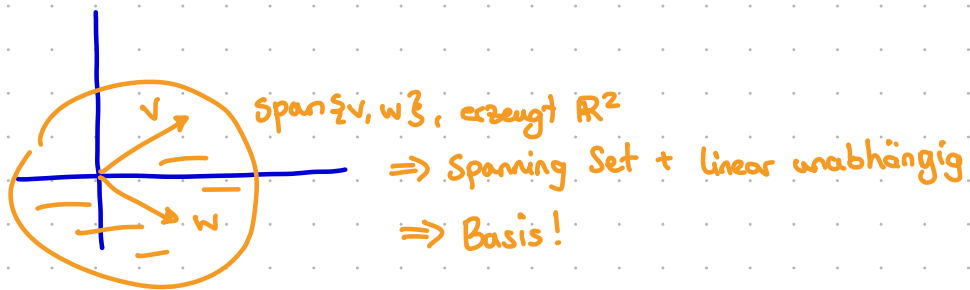 v
span{v, w}, erzeugt ℝ²
⇒ Spanning Set + linear unabhängig
w
⇒ Basis!